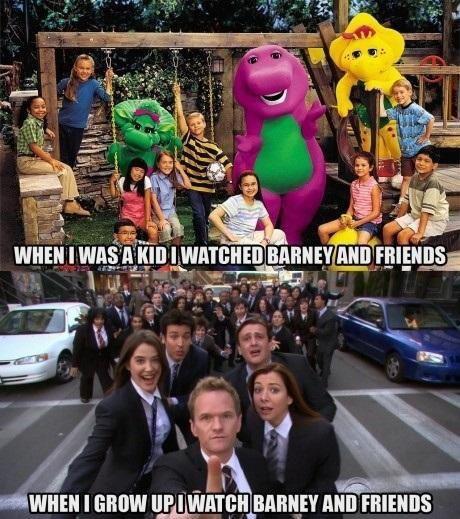 WHEN I WAS A KID I WATCHED BARNEY AND FRIENDS
WHEN I GROW UP I WATCH BARNEY AND FRIENDS